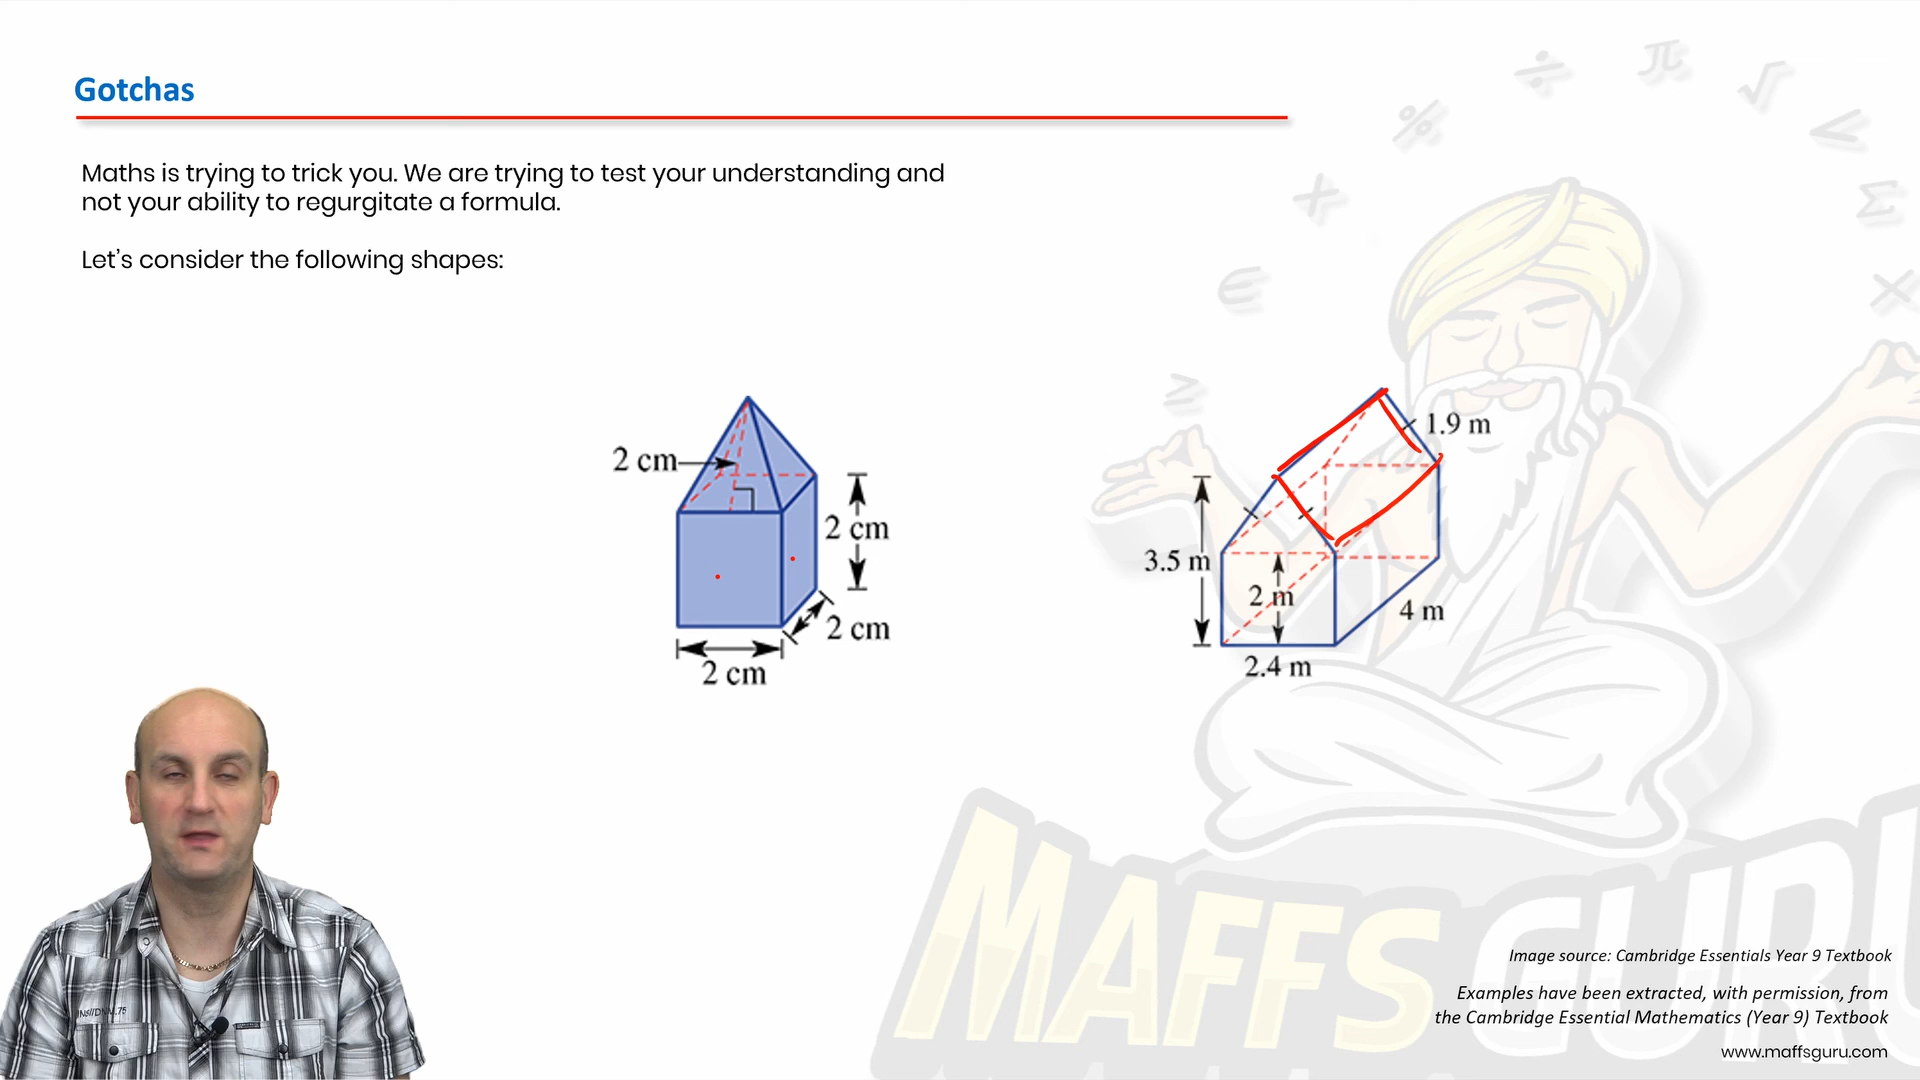 Gotchas
Maths is trying to trick you. We are trying to test your understanding and
not your ability to regurgitate a formula.
Let's consider the following shapes:
2 cm
2 cm
2 cm
2 cm
1.9 m
3.5 m
2 m
4 m
2.4 m
% ÷ π √ ∠
× Σ
∈ ×
≥
MAFFS GURU
Image source: Cambridge Essentials Year 9 Textbook
Examples have been extracted, with permission, from
the Cambridge Essential Mathematics (Year 9) Textbook
www.maffsguru.com